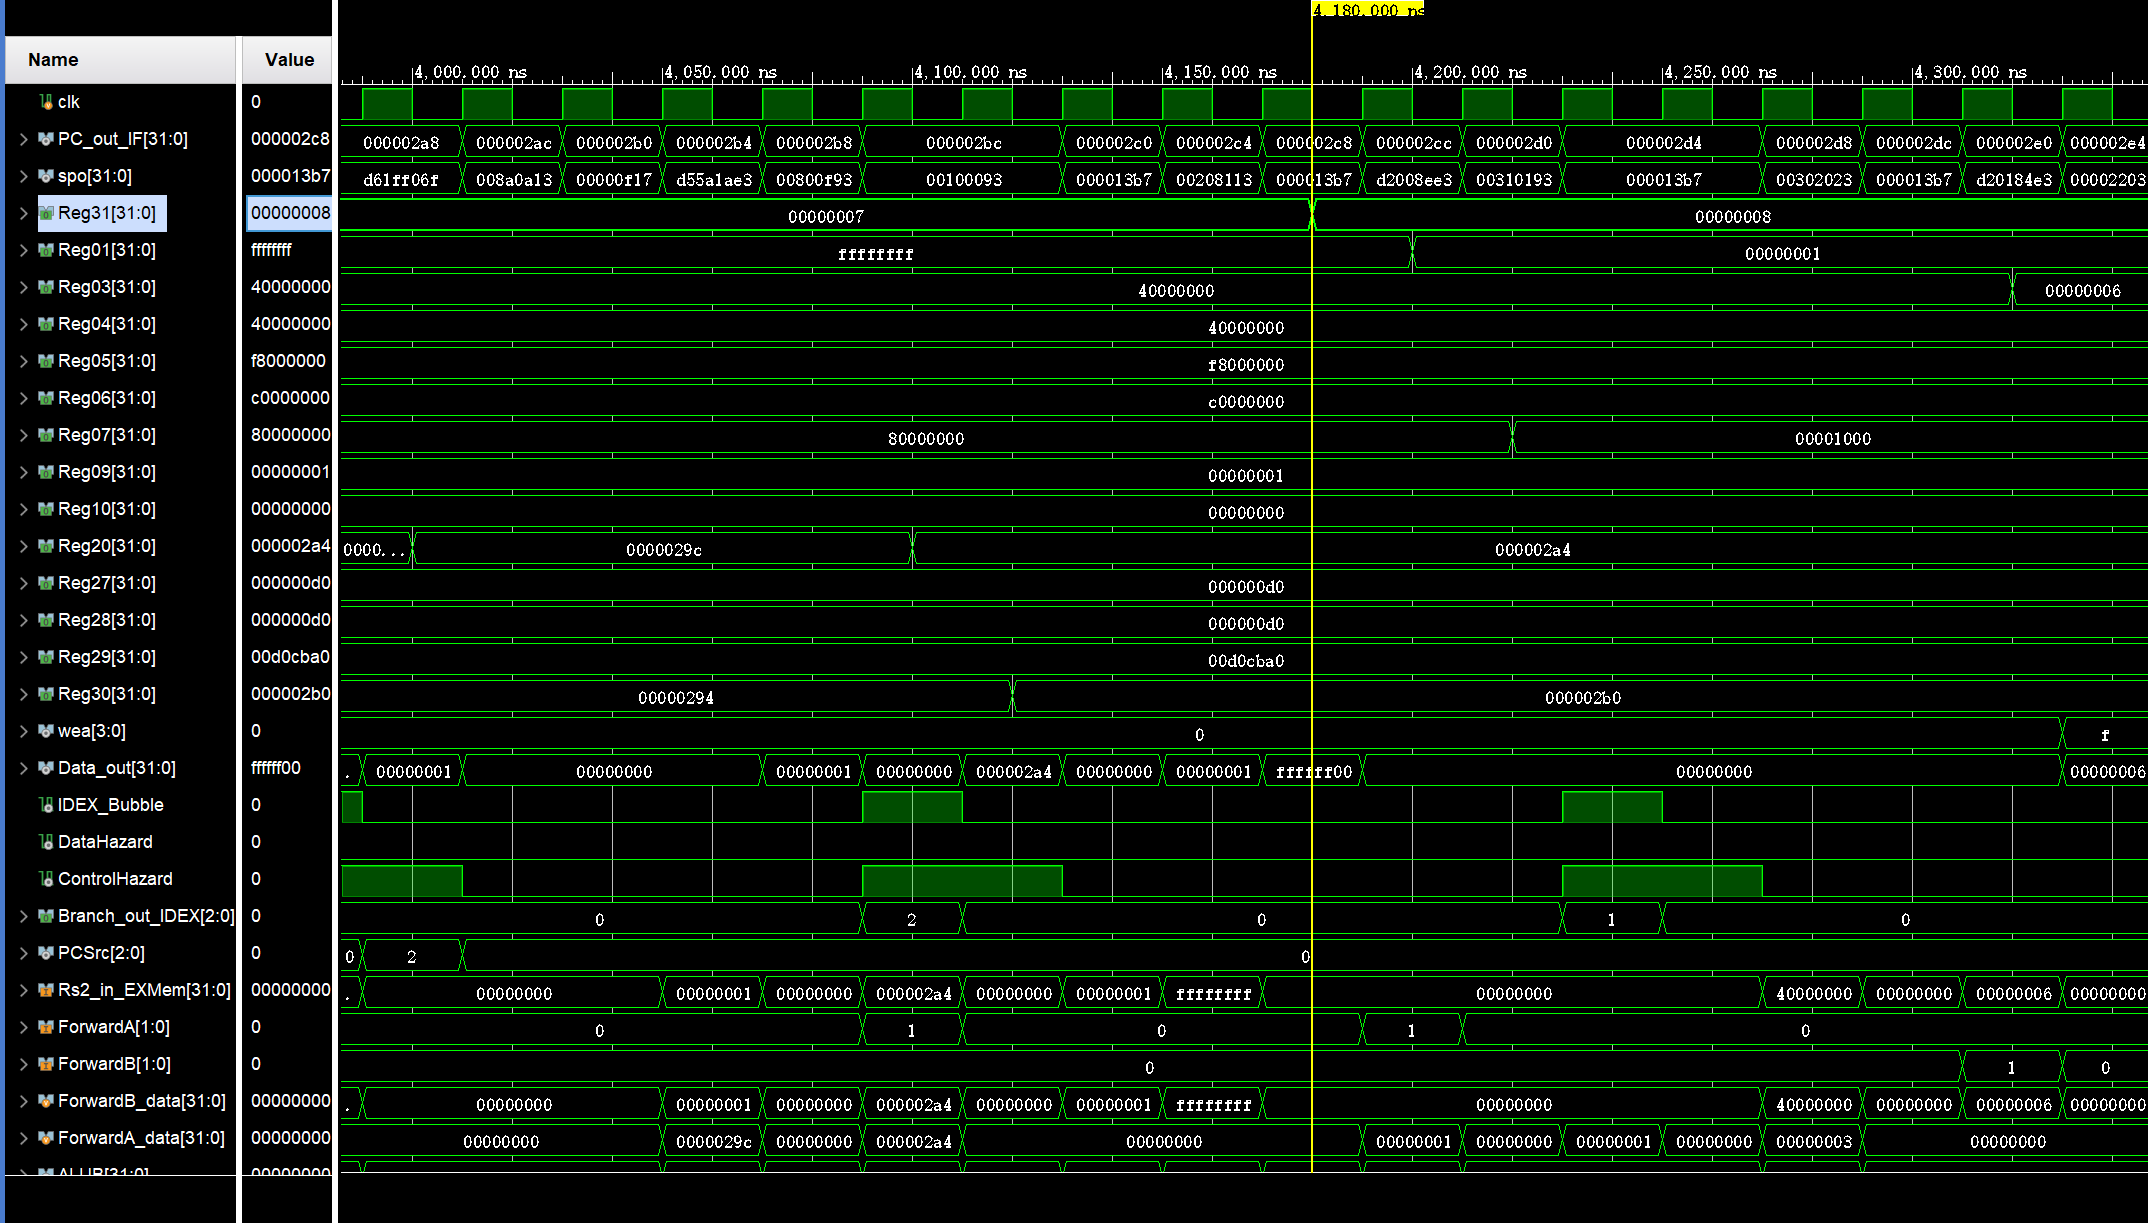 4,180.000 ns
Name Value
4,000.000 ns 4,050.000 ns 4,100.000 ns 4,150.000 ns 4,200.000 ns 4,250.000 ns 4,300.000 ns
clk 0
PC_out_IF[31:0] 000002c8 000002a8 000002ac 000002b0 000002b4 000002b8 000002bc 000002c0 000002c4 000002c8 000002cc 000002d0 000002d4 000002d8 000002dc 000002e0 000002e4
spo[31:0] 000013b7 d61ff06f 008a0a13 00000f17 d55a1ae3 00800f93 00100093 000013b7 00208113 000013b7 d2008ee3 00310193 000013b7 00302023 000013b7 d20184e3 00002203
Reg31[31:0] 00000008 00000007 00000008
Reg01[31:0] ffffffff ffffffff 00000001
Reg03[31:0] 40000000 40000000 00000006
Reg04[31:0] 40000000 40000000
Reg05[31:0] f8000000 f8000000
Reg06[31:0] c0000000 c0000000
Reg07[31:0] 80000000 80000000 00001000
Reg09[31:0] 00000001 00000001
Reg10[31:0] 00000000 00000000
Reg20[31:0] 000002a4 0000... 0000029c 000002a4
Reg27[31:0] 000000d0 000000d0
Reg28[31:0] 000000d0 000000d0
Reg29[31:0] 00d0cba0 00d0cba0
Reg30[31:0] 000002b0 00000294 000002b0
wea[3:0] 0 0 f
Data_out[31:0] ffffff00 . 00000001 00000000 00000001 00000000 000002a4 00000000 00000001 ffffff00 00000000 00000006
IDEX_Bubble 0
DataHazard 0
ControlHazard 0
Branch_out_IDEX[2:0] 0 0 2 0 1 0
PCSrc[2:0] 0 0 2 0
Rs2_in_EXMem[31:0] 00000000 . 00000000 00000001 00000000 000002a4 00000000 00000001 ffffffff 00000000 40000000 00000000 00000006 00000000
ForwardA[1:0] 0 0 1 0 1 0
ForwardB[1:0] 0 0 1 0
ForwardB_data[31:0] 00000000 . 00000000 00000001 00000000 000002a4 00000000 00000001 ffffffff 00000000 40000000 00000000 00000006 00000000
ForwardA_data[31:0] 00000000 00000000 0000029c 00000000 000002a4 00000000 00000001 00000000 00000001 00000000 00000003 00000000